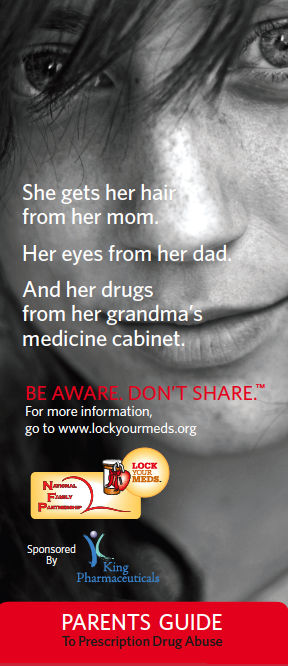 She gets her hair
from her mom.
Her eyes from her dad.
And her drugs
from her grandma's
medicine cabinet.
BE AWARE. DON'T SHARE.™
For more information,
go to www.lockyourmeds.org
LOCK
YOUR
MEDS.
NATIONAL
FAMILY
PARTNERSHIP
Sponsored
By
King
Pharmaceuticals
PARENTS GUIDE
To Prescription Drug Abuse